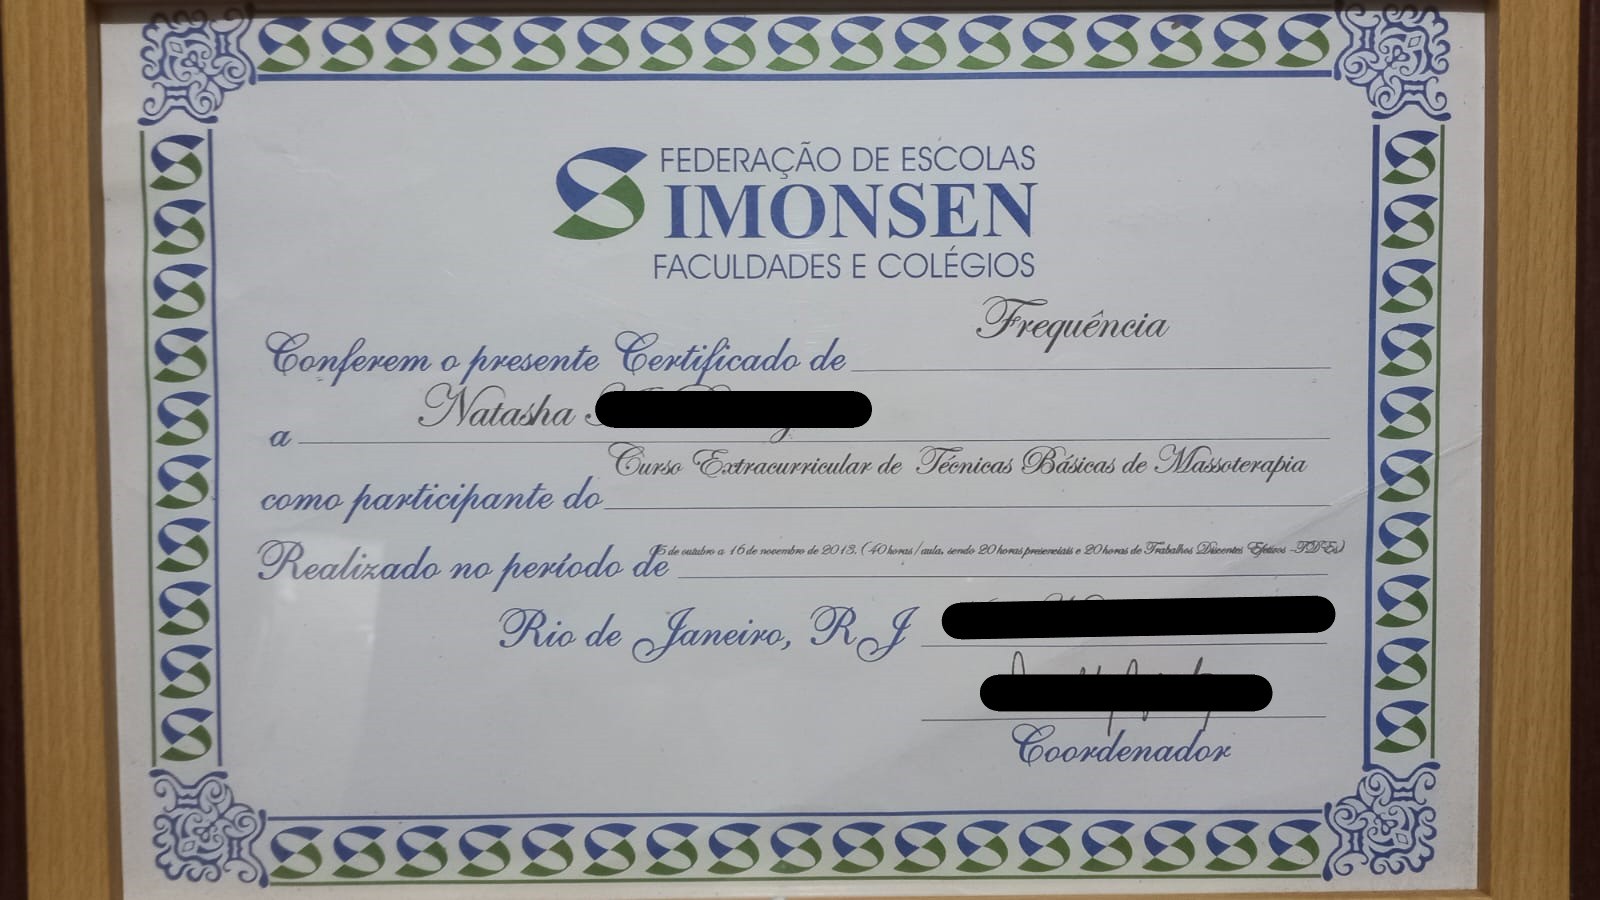 FEDERAÇÃO DE ESCOLAS
SIMONSEN
FACULDADES E COLÉGIOS
Conferem o presente Certificado de Frequência
a Natasha
como participante do Curso Extracurricular de Técnicas Básicas de Massoterapia
Realizado no período de 05 de outubro a 16 de novembro de 2013. (40 horas/aula, sendo 20 horas presenciais e 20 horas de Trabalhos Discentes Efetivos -TDEs)
Rio de Janeiro, RJ
Coordenador